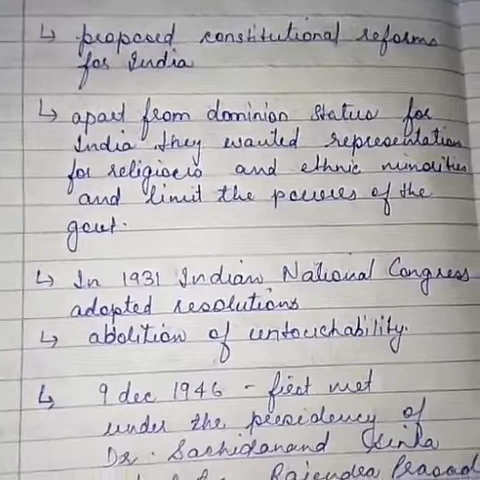 ↳ proposed constitutional reforms
for India
↳ apart from dominion status for
India they wanted representation
for religious and ethnic minorities
and limit the powers of the
govt.
↳ In 1931 Indian National Congress
adopted resolutions
↳ abolition of untouchability.
↳ 9 dec 1946 - first met
under the presidency of
Dr. Sachidanand Sinha
Rajendra Prasad